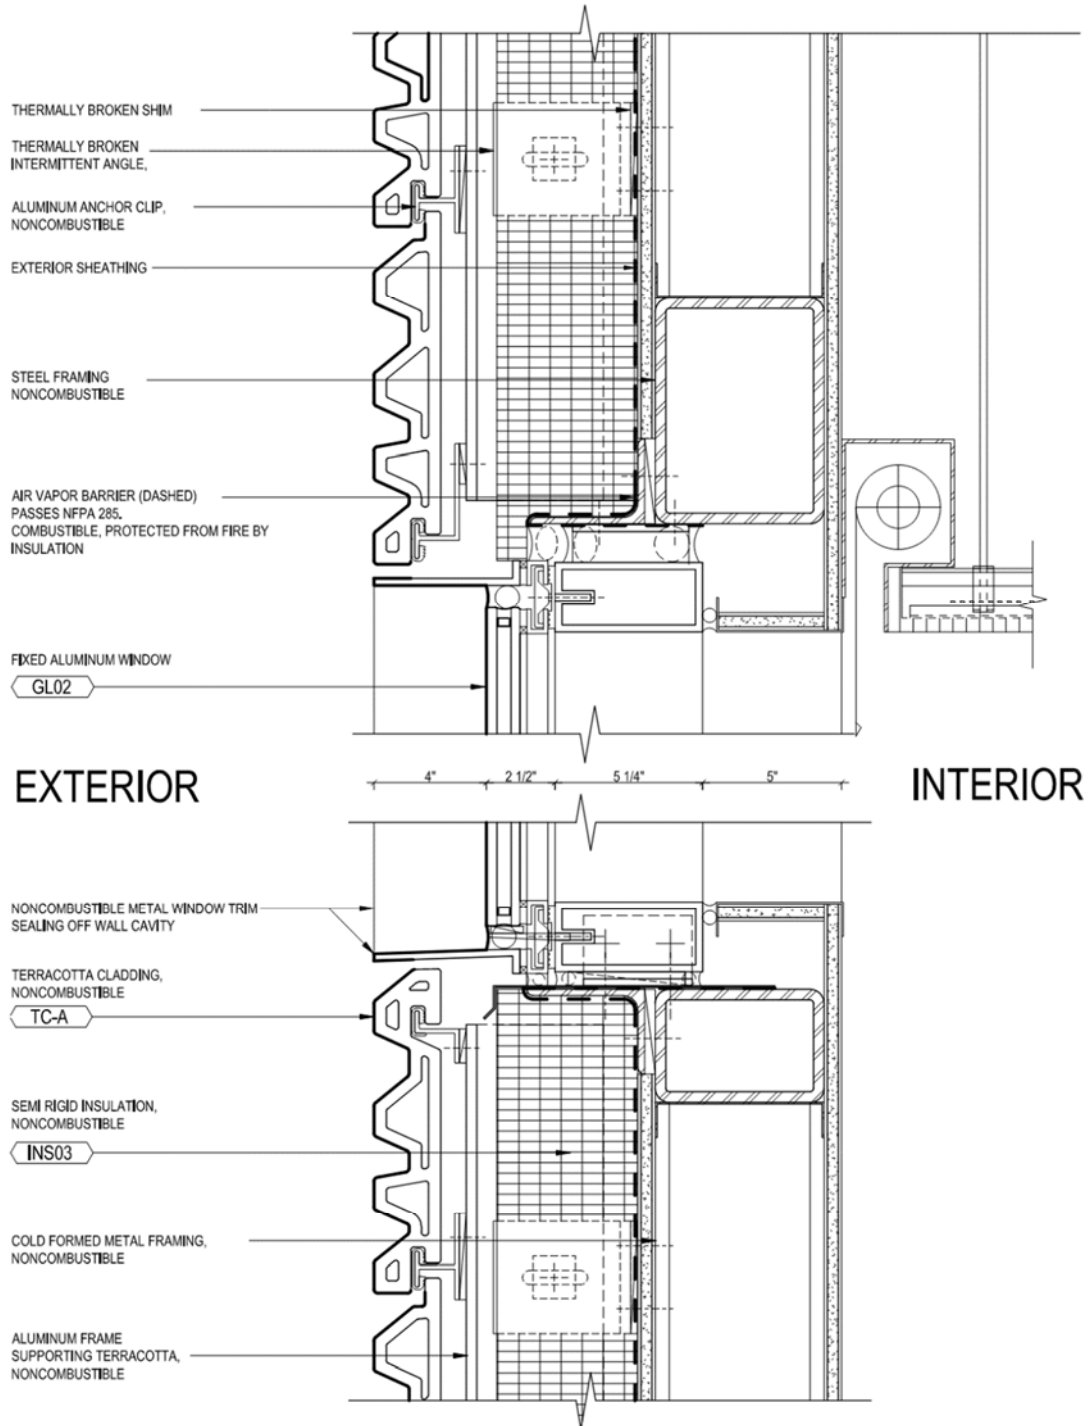 THERMALLY BROKEN SHIM
THERMALLY BROKEN
INTERMITTENT ANGLE,
ALUMINUM ANCHOR CLIP,
NONCOMBUSTIBLE
EXTERIOR SHEATHING
STEEL FRAMING
NONCOMBUSTIBLE
AIR VAPOR BARRIER (DASHED)
PASSES NFPA 285.
COMBUSTIBLE, PROTECTED FROM FIRE BY
INSULATION
FIXED ALUMINUM WINDOW
GL02
EXTERIOR
4"
2 1/2"
5 1/4"
5"
INTERIOR
NONCOMBUSTIBLE METAL WINDOW TRIM
SEALING OFF WALL CAVITY
TERRACOTTA CLADDING,
NONCOMBUSTIBLE
TC-A
SEMI RIGID INSULATION,
NONCOMBUSTIBLE
INS03
COLD FORMED METAL FRAMING,
NONCOMBUSTIBLE
ALUMINUM FRAME
SUPPORTING TERRACOTTA,
NONCOMBUSTIBLE